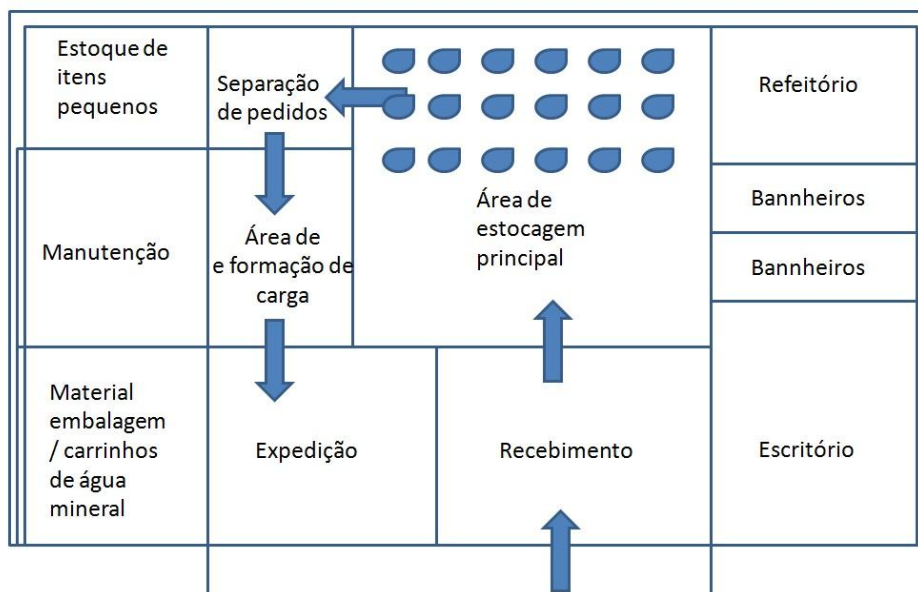 Estoque de
itens
pequenos
Separação
de pedidos
Refeitório
Manutenção
Área de
e formação de
carga
Área de
estocagem
principal
Bannheiros
Bannheiros
Material
embalagem
/ carrinhos
de água
mineral
Expedição
Recebimento
Escritório